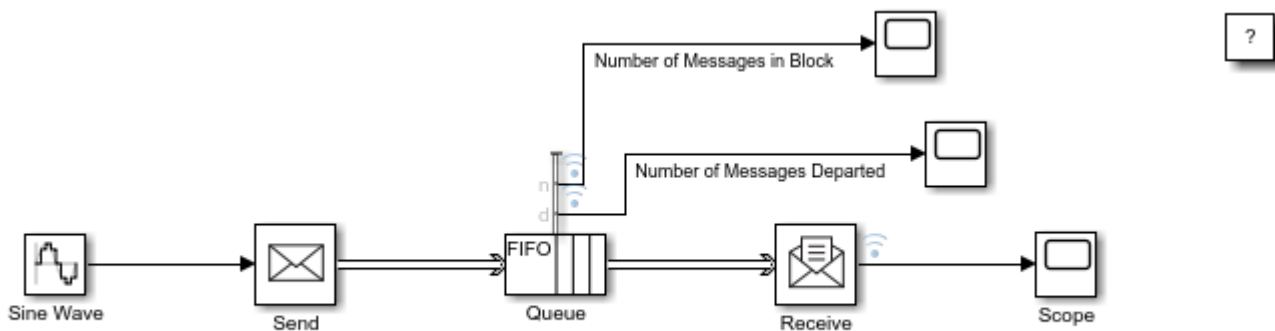 ?
Number of Messages in Block
Number of Messages Departed
n
d
FIFO
Sine Wave
Send
Queue
Receive
Scope